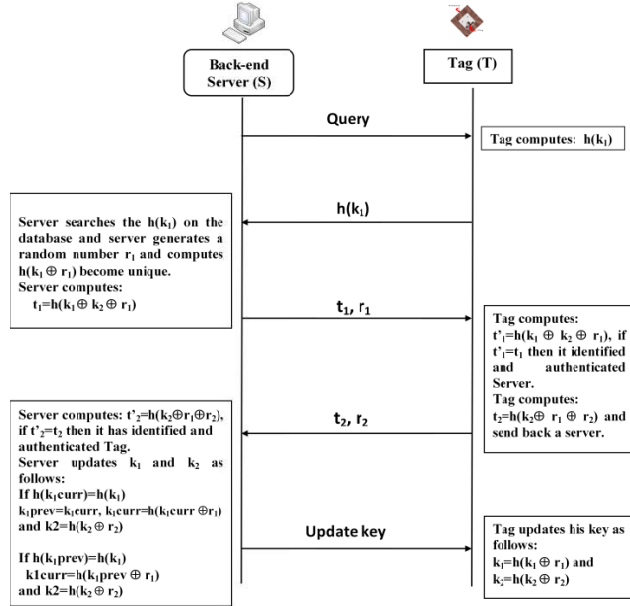 Back-end
Server (S)
Tag (T)
Query
Tag computes: h(k₁)
h(k₁)
Server searches the h(k₁) on the
database and server generates a
random number r₁ and computes
h(k₁ ⊕ r₁) become unique.
Server computes:
t₁=h(k₁⊕ k₂ ⊕ r₁)
t₁, r₁
Tag computes:
t'₁=h(k₁ ⊕ k₂ ⊕ r₁), if
t'₁=t₁ then it identified
and authenticated
Server.
Tag computes:
t₂=h(k₂⊕ r₁ ⊕ r₂) and
send back a server.
t₂, r₂
Server computes: t'₂=h(k₂⊕r₁⊕r₂),
if t'₂=t₂ then it has identified and
authenticated Tag.
Server updates k₁ and k₂ as
follows:
If h(k₁curr)=h(k₁)
k₁prev=k₁curr, k₁curr=h(k₁curr ⊕r₁)
and k2=h(k₂ ⊕ r₂)
If h(k₁prev)=h(k₁)
k1curr=h(k₁prev ⊕ r₁)
and k2=h(k₂ ⊕ r₂)
Update key
Tag updates his key as
follows:
k₁=h(k₁ ⊕ r₁) and
k₂=h(k₂ ⊕ r₂)